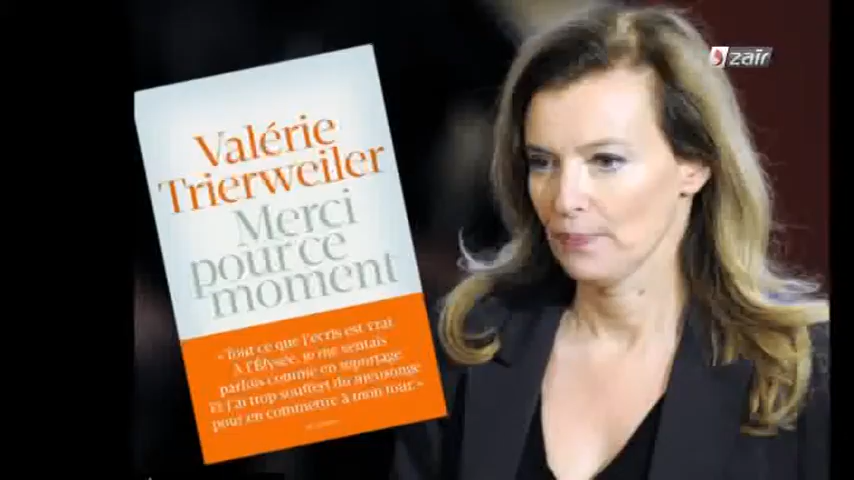 zaïr
Valérie
Trierweiler
Merci
pour ce
moment
« Tout ce que j'écris est vrai.
À l'Élysée, je me sentais
parfois comme en reportage.
Et j'ai trop souffert du mensonge
pour en commettre à mon tour. »